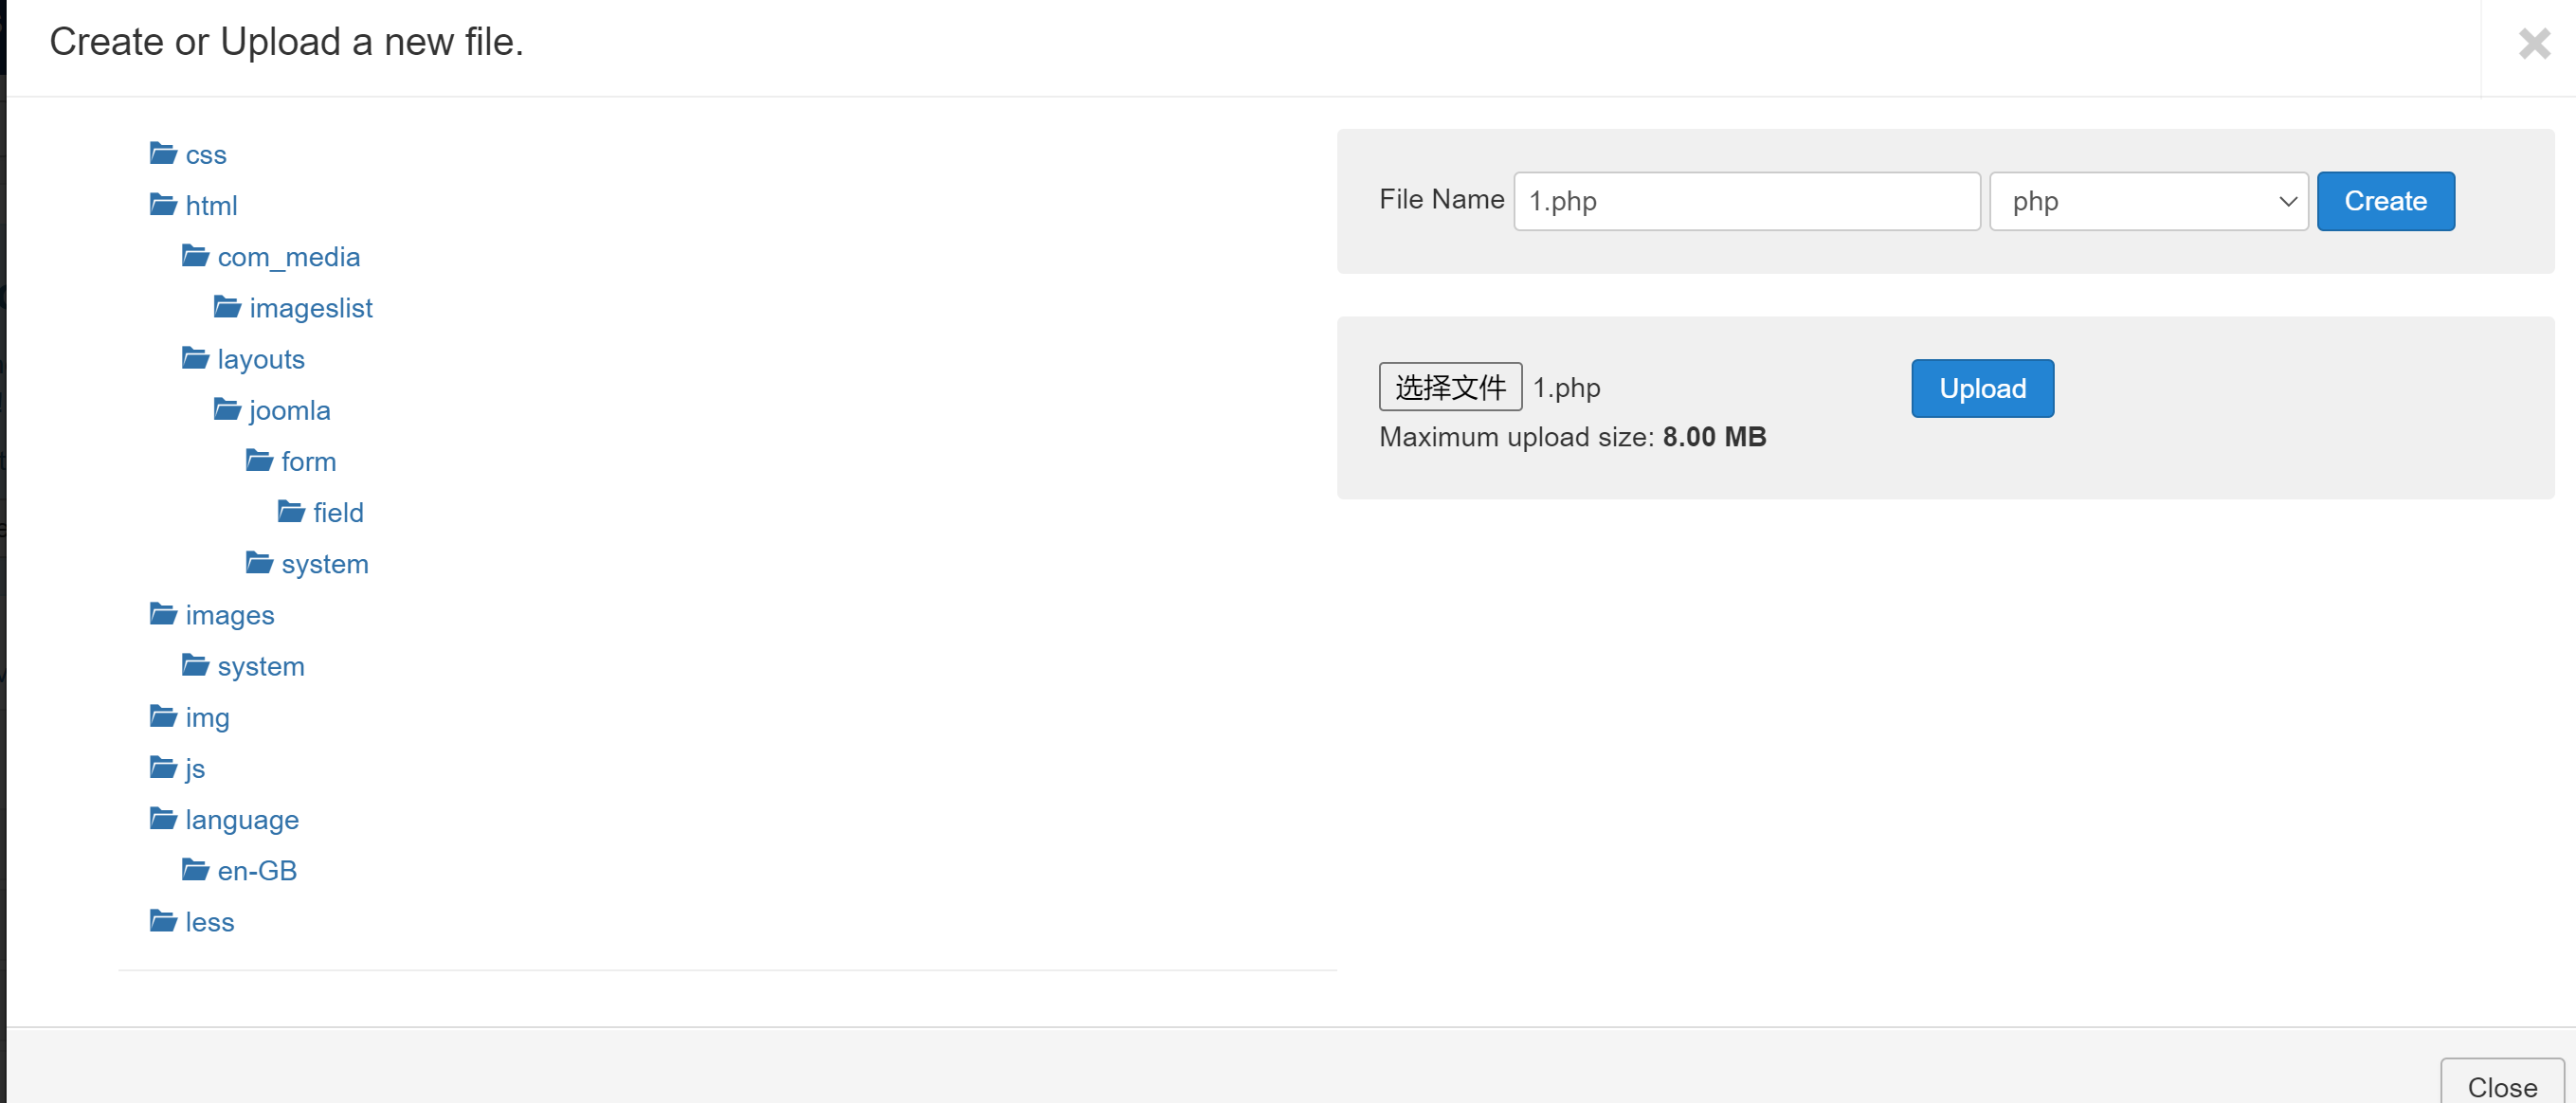 Create or Upload a new file.
css
html
com_media
imageslist
layouts
joomla
form
field
system
images
system
img
js
language
en-GB
less
File Name 1.php php Create
选择文件 1.php Upload
Maximum upload size: 8.00 MB
Close